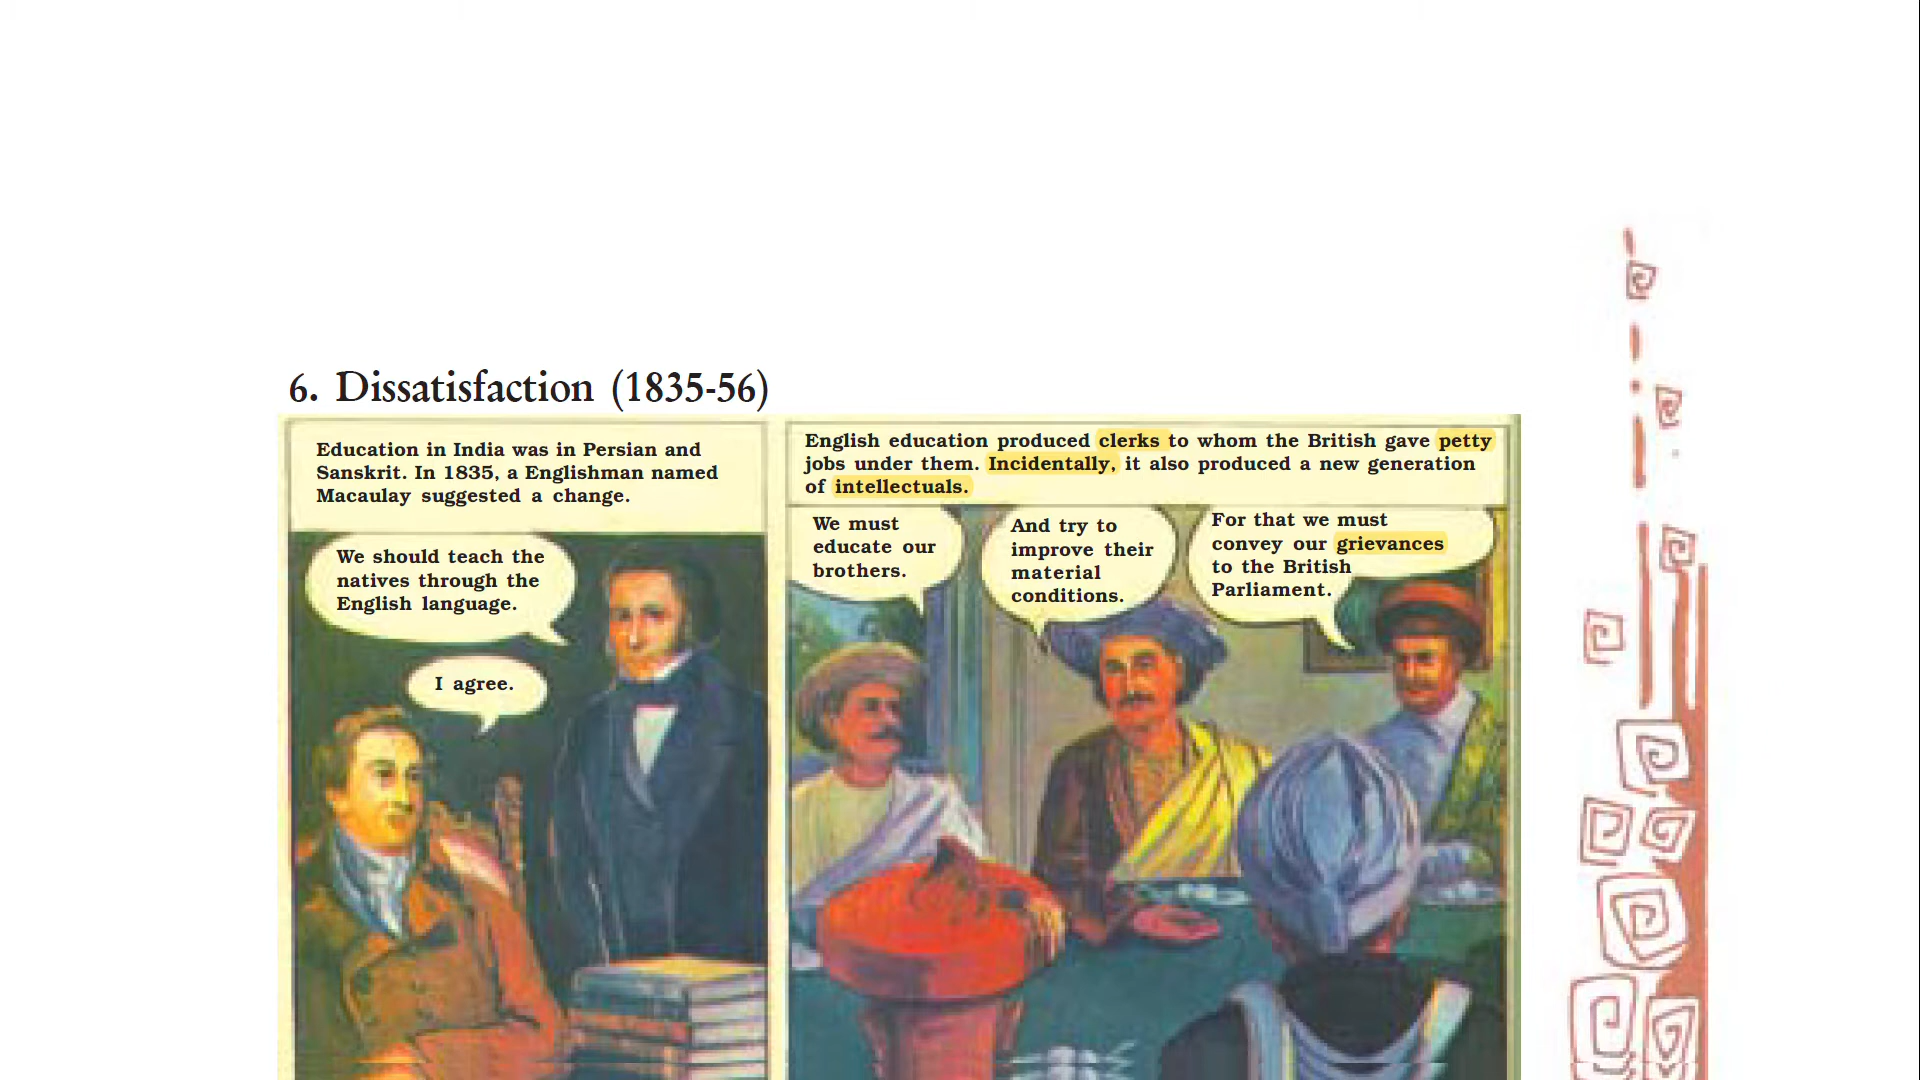 6. Dissatisfaction (1835-56)
Education in India was in Persian and
Sanskrit. In 1835, a Englishman named
Macaulay suggested a change.
We should teach the
natives through the
English language.
I agree.
English education produced clerks to whom the British gave petty
jobs under them. Incidentally, it also produced a new generation
of intellectuals.
We must
educate our
brothers.
And try to
improve their
material
conditions.
For that we must
convey our grievances
to the British
Parliament.